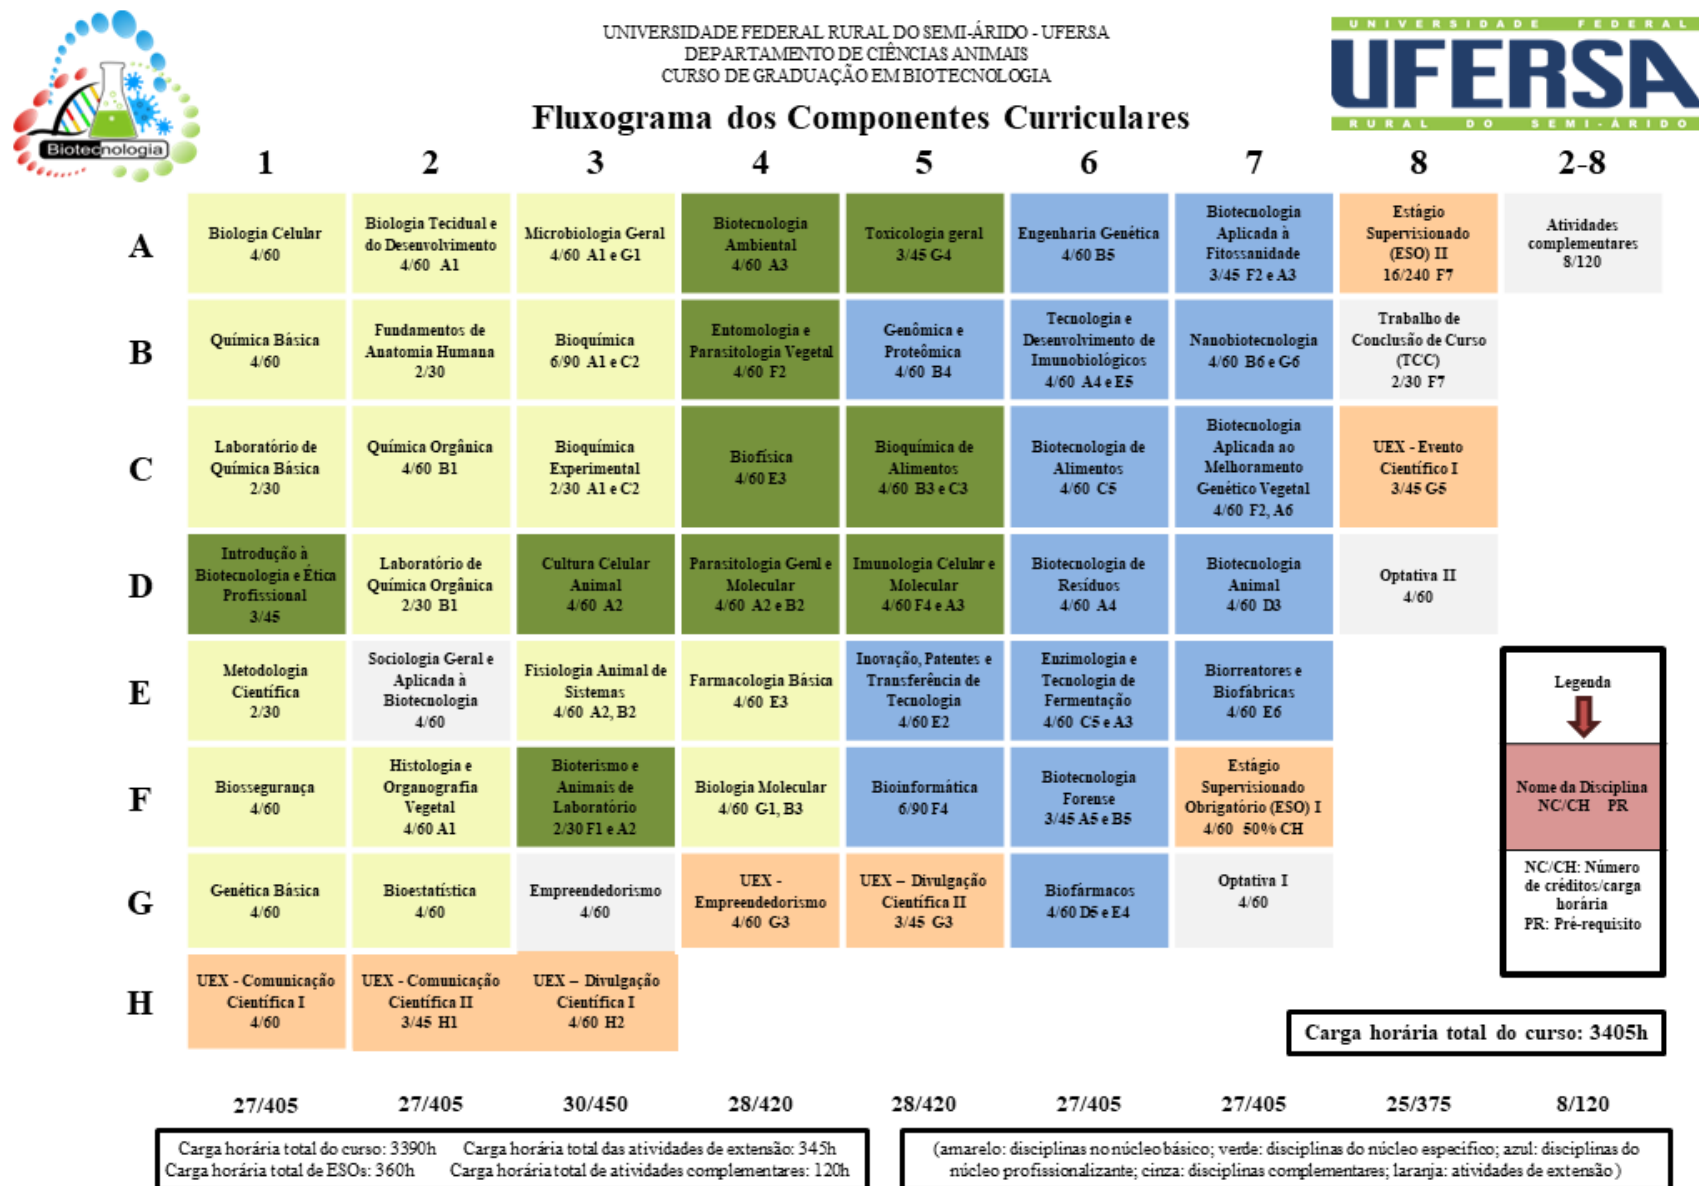 UNIVERSIDADE FEDERAL RURAL DO SEMI-ÁRIDO - UFERSA
DEPARTAMENTO DE CIÊNCIAS ANIMAIS
CURSO DE GRADUAÇÃO EM BIOTECNOLOGIA
Fluxograma dos Componentes Curriculares
Biotecnologia
UNIVERSIDADE FEDERAL
UFERSA
RURAL DO SEMI-ÁRIDO
1
2
3
4
5
6
7
8
2-8
A
Biologia Celular
4/60
Biologia Tecidual e
do Desenvolvimento
4/60 A1
Microbiologia Geral
4/60 A1 e G1
Biotecnologia
Ambiental
4/60 A3
Toxicologia geral
3/45 G4
Engenharia Genética
4/60 B5
Biotecnologia
Aplicada à
Fitossanidade
3/45 F2 e A3
Estágio
Supervisionado
(ESO) II
16/240 F7
Atividades
complementares
8/120
B
Química Básica
4/60
Fundamentos de
Anatomia Humana
2/30
Bioquímica
6/90 A1 e C2
Entomologia e
Parasitologia Vegetal
4/60 F2
Genômica e
Proteômica
4/60 B4
Tecnologia e
Desenvolvimento de
Imunobiológicos
4/60 A4 e E5
Nanobiotecnologia
4/60 B6 e G6
Trabalho de
Conclusão de Curso
(TCC)
2/30 F7
C
Laboratório de
Química Básica
2/30
Química Orgânica
4/60 B1
Bioquímica
Experimental
2/30 A1 e C2
Biofísica
4/60 E3
Bioquímica de
Alimentos
4/60 B3 e C3
Biotecnologia de
Alimentos
4/60 C5
Biotecnologia
Aplicada ao
Melhoramento
Genético Vegetal
4/60 F2, A6
UEX - Evento
Científico I
3/45 G5
D
Introdução à
Biotecnologia e Ética
Profissional
3/45
Laboratório de
Química Orgânica
2/30 B1
Cultura Celular
Animal
4/60 A2
Parasitologia Geral e
Molecular
4/60 A2 e B2
Imunologia Celular e
Molecular
4/60 F4 e A3
Biotecnologia de
Resíduos
4/60 A4
Biotecnologia
Animal
4/60 D3
Optativa II
4/60
E
Metodologia
Científica
2/30
Sociologia Geral e
Aplicada à
Biotecnologia
4/60
Fisiologia Animal de
Sistemas
4/60 A2, B2
Farmacologia Básica
4/60 E3
Inovação, Patentes e
Transferência de
Tecnologia
4/60 E2
Enzimologia e
Tecnologia de
Fermentação
4/60 C5 e A3
Biorreatores e
Biofábricas
4/60 E6
Legenda
F
Biossegurança
4/60
Histologia e
Organografia
Vegetal
4/60 A1
Bioterismo e
Animais de
Laboratório
2/30 F1 e A2
Biologia Molecular
4/60 G1, B3
Bioinformática
6/90 F4
Biotecnologia
Forense
3/45 A5 e B5
Estágio
Supervisionado
Obrigatório (ESO) I
4/60 50% CH
Nome da Disciplina
NC/CH PR
G
Genética Básica
4/60
Bioestatística
4/60
Empreendedorismo
4/60
UEX -
Empreendedorismo
4/60 G3
UEX – Divulgação
Científica II
3/45 G3
Biofármacos
4/60 D5 e E4
Optativa I
4/60
NC/CH: Número
de créditos/carga
horária
PR: Pré-requisito
H
UEX - Comunicação
Científica I
4/60
UEX - Comunicação
Científica II
3/45 H1
UEX – Divulgação
Científica I
4/60 H2
Carga horária total do curso: 3405h
27/405
27/405
30/450
28/420
28/420
27/405
27/405
25/375
8/120
Carga horária total do curso: 3390h Carga horária total das atividades de extensão: 345h
Carga horária total de ESOs: 360h Carga horária total de atividades complementares: 120h
(amarelo: disciplinas no núcleo básico; verde: disciplinas do núcleo especifico; azul: disciplinas do
núcleo profissionalizante; cinza: disciplinas complementares; laranja: atividades de extensão )